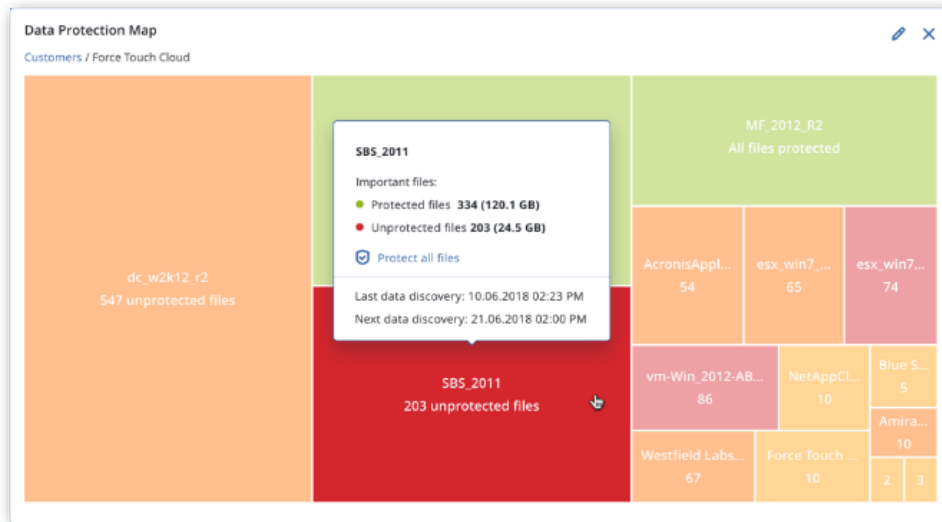 Data Protection Map
Customers / Force Touch Cloud
dc_w2k12_r2
547 unprotected files
SBS_2011
Important files:
Protected files 334 (120.1 GB)
Unprotected files 203 (24.5 GB)
Protect all files
Last data discovery: 10.06.2018 02:23 PM
Next data discovery: 21.06.2018 02:00 PM
SBS_2011
203 unprotected files
MF_2012_R2
All files protected
AcronisAppl...
54
esx_win7_...
65
esx_win7...
74
vm-Win_2012-AB...
86
NetAppCl...
10
Blue S...
5
Amira...
10
Westfield Labs...
67
Force Touch ...
10
2
3